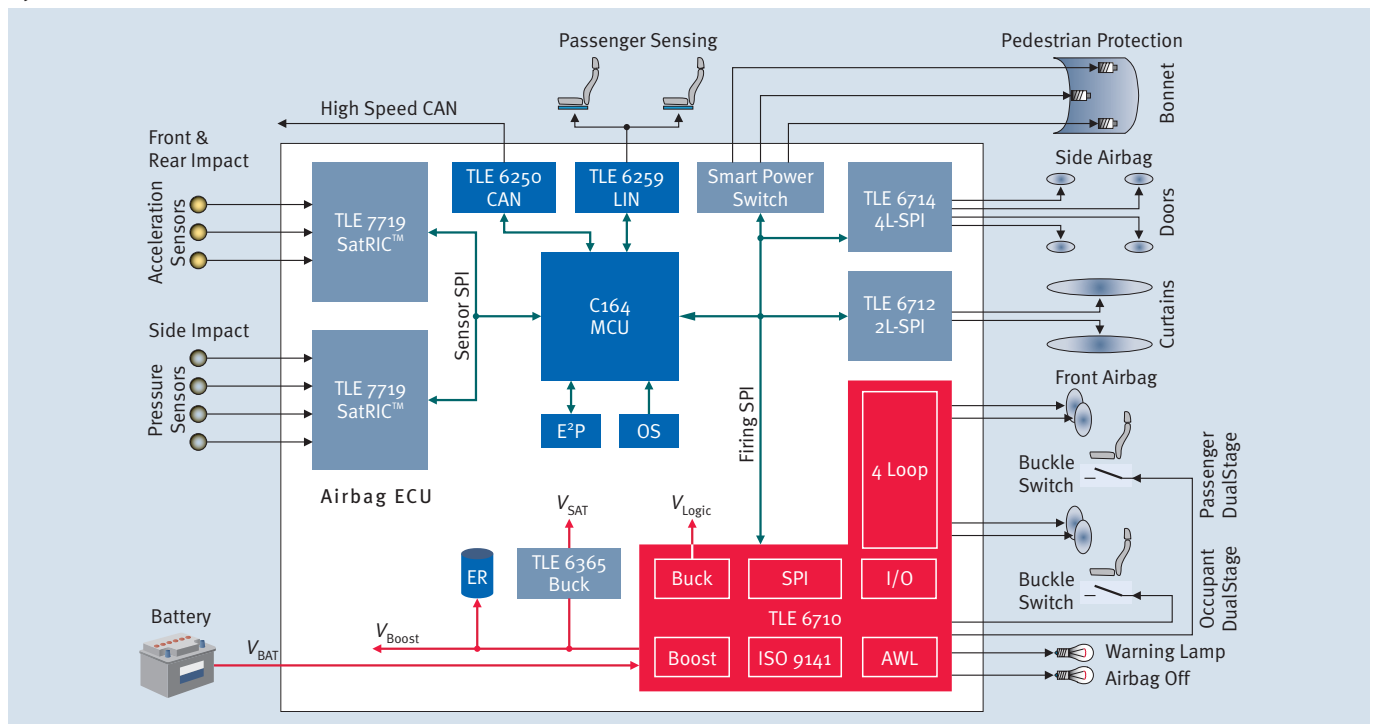 Passenger Sensing
Pedestrian Protection
Bonnet
High Speed CAN
Front &
Rear Impact
Acceleration
Sensors
TLE 7719
SatRIC™
TLE 6250
CAN
TLE 6259
LIN
Smart Power
Switch
TLE 6714
4L-SPI
Side Airbag
Doors
Sensor SPI
C164
MCU
TLE 6712
2L-SPI
Curtains
Side Impact
Pressure
Sensors
TLE 7719
SatRIC™
E²P
OS
Firing SPI
Front Airbag
4 Loop
Buckle
Switch
Passenger
DualStage
Airbag ECU
VSAT
VLogic
ER
TLE 6365
Buck
Buck
SPI
I/O
Buckle
Switch
Occupant
DualStage
TLE 6710
Battery
VBAT
VBoost
Boost
ISO 9141
AWL
Warning Lamp
Airbag Off